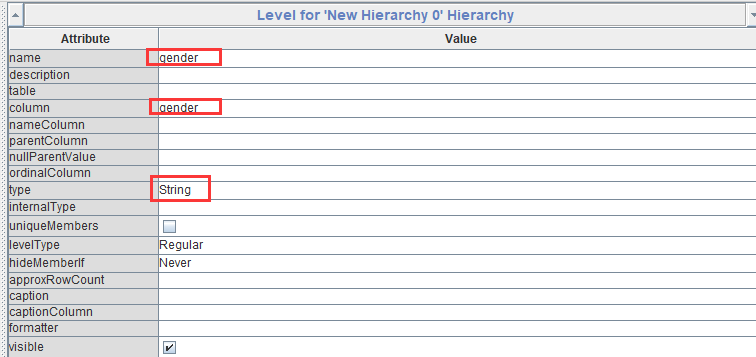 Level for 'New Hierarchy 0' Hierarchy
Attribute Value
name gender
description
table
column gender
nameColumn
parentColumn
nullParentValue
ordinalColumn
type String
internalType
uniqueMembers
levelType Regular
hideMemberIf Never
approxRowCount
caption
captionColumn
formatter
visible